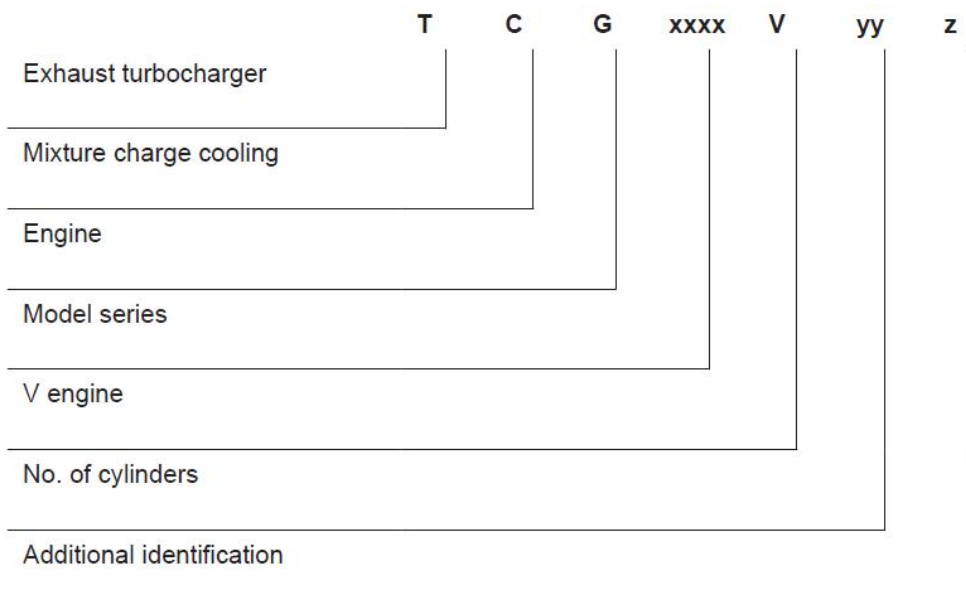 T C G xxxx V yy z
Exhaust turbocharger
Mixture charge cooling
Engine
Model series
V engine
No. of cylinders
Additional identification